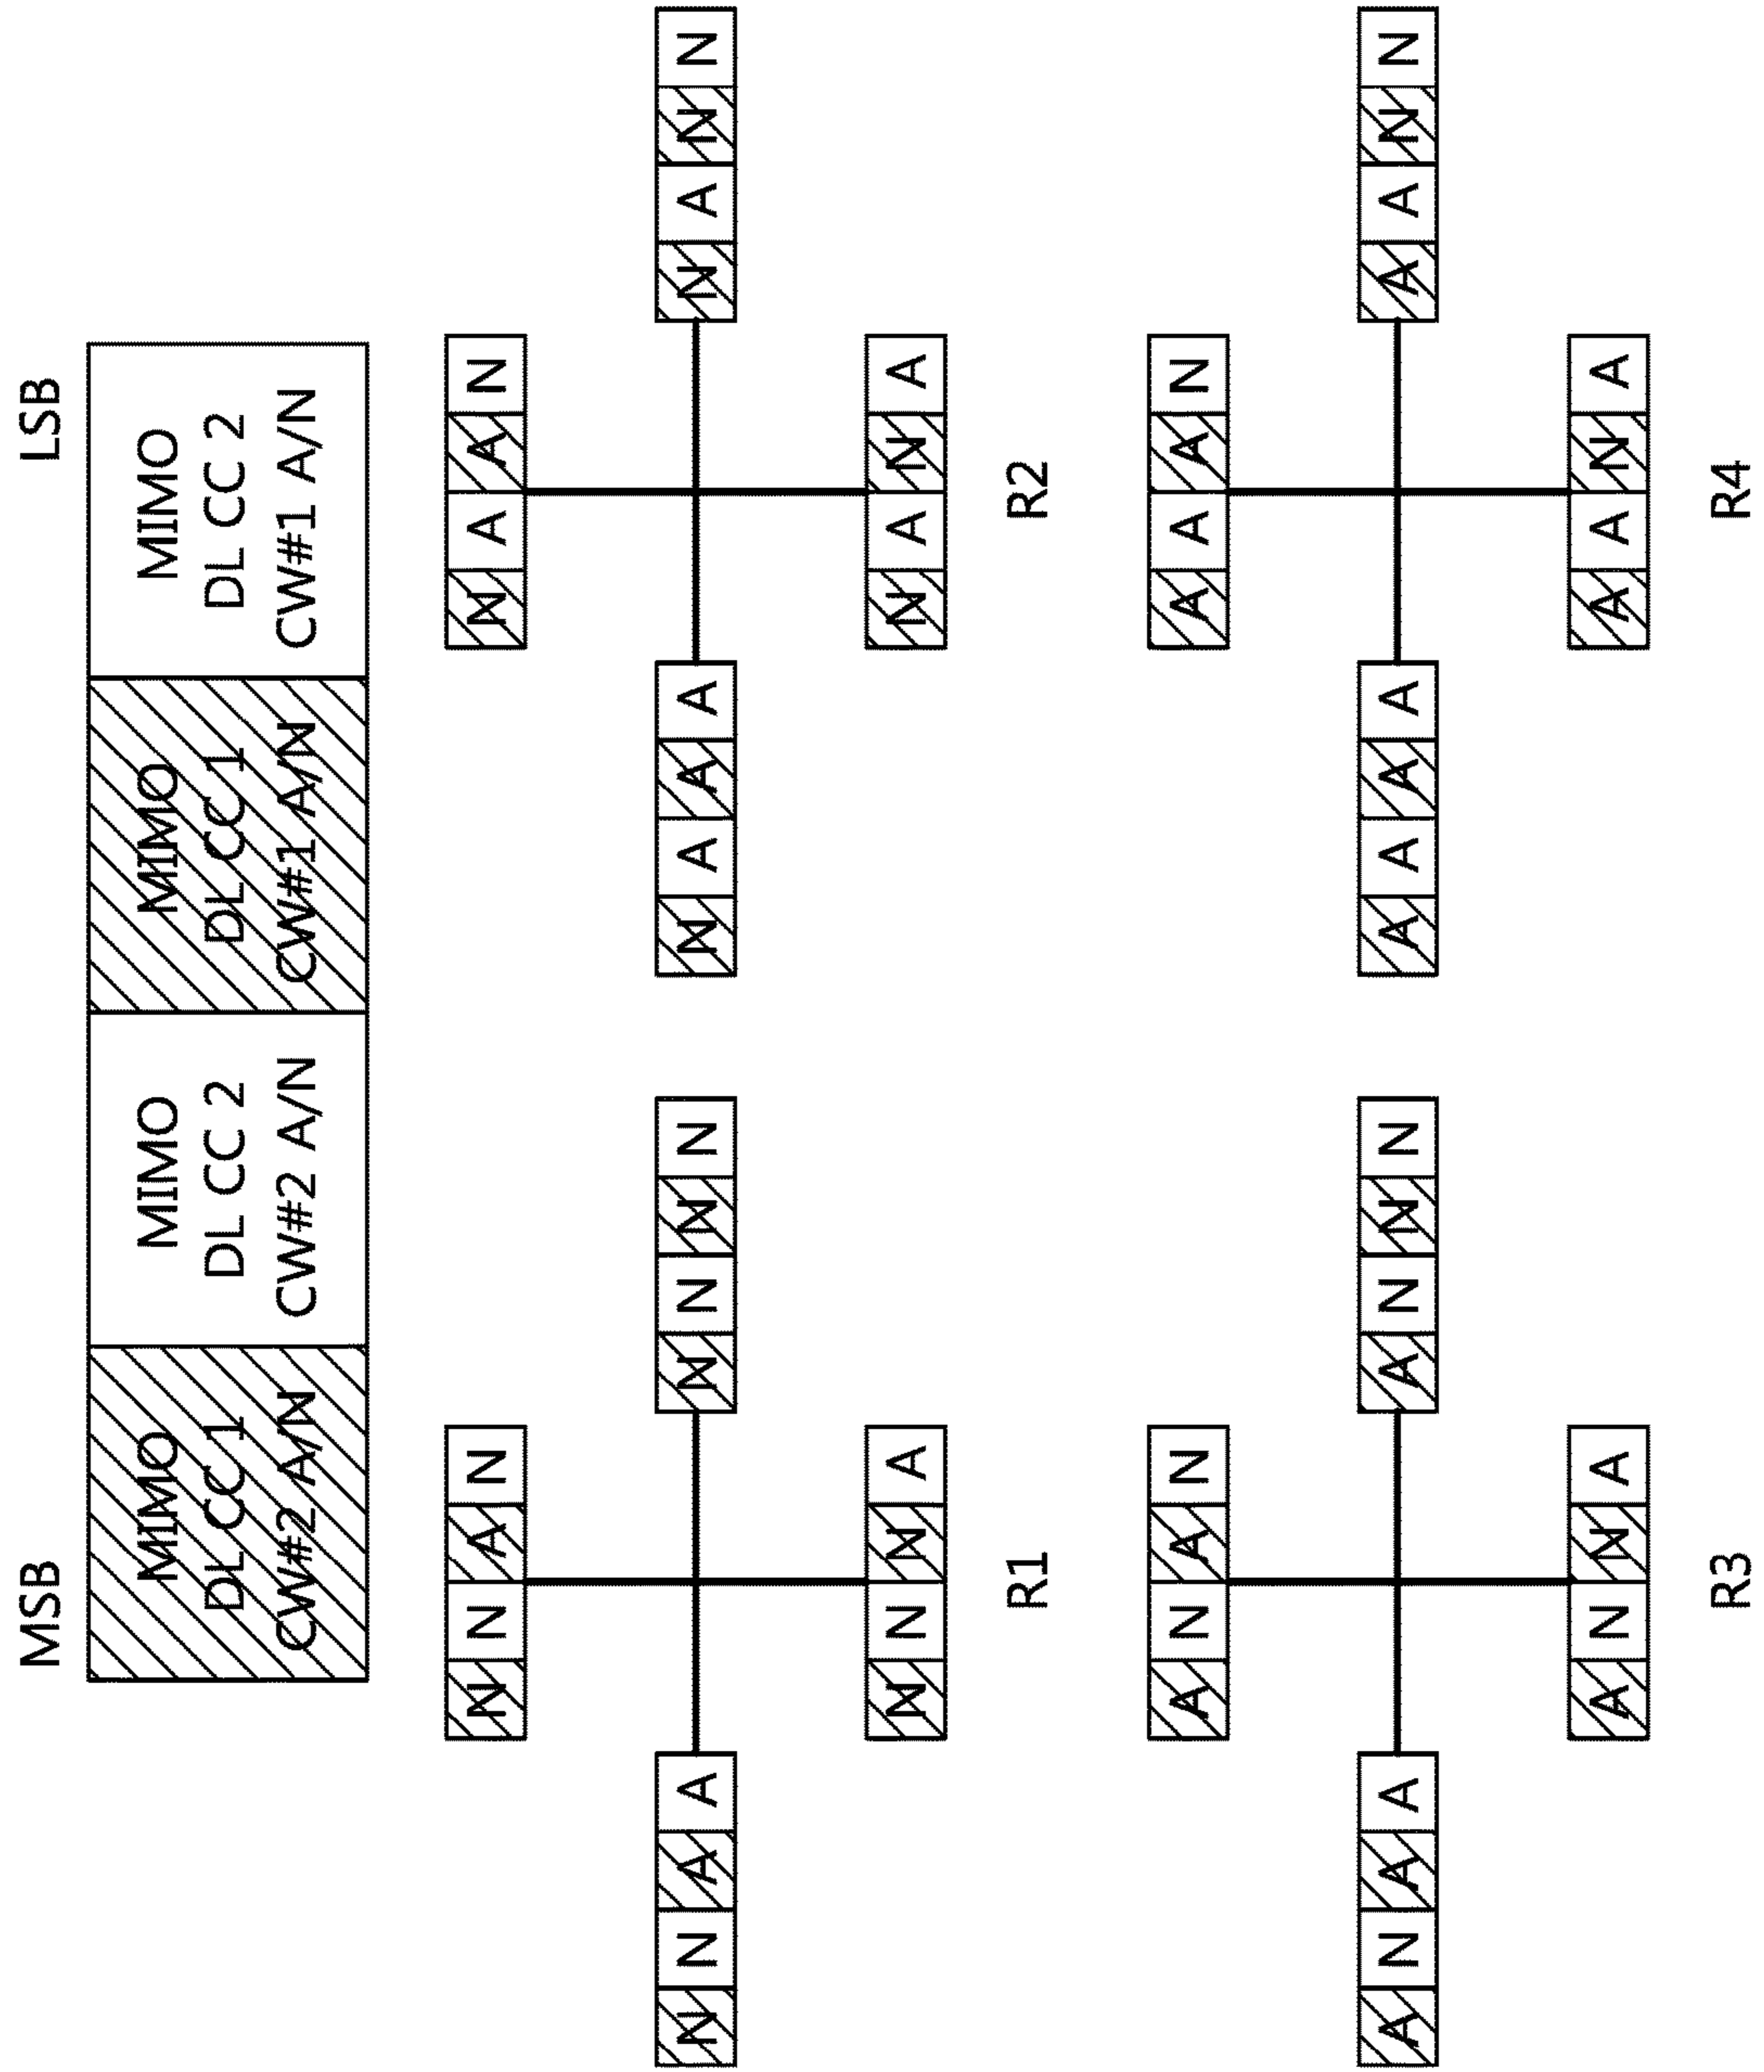 MSB
LSB
MIMO
DL CC 1
CW#2 A/N
MIMO
DL CC 2
CW#2 A/N
MIMO
DL CC 1
CW#1 A/N
MIMO
DL CC 2
CW#1 A/N
N N A N
N N A A
N N N N
N N N A
R1
N A A N
N A A A
N A N N
N A N A
R2
A N A N
A N A A
A N N N
A N N A
R3
A A A N
A A A A
A A N N
A A N A
R4